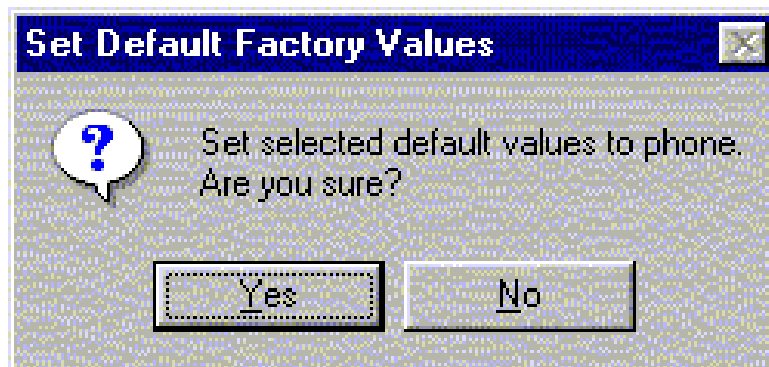 Set Default Factory Values
Set selected default values to phone.
Are you sure?
Yes
No